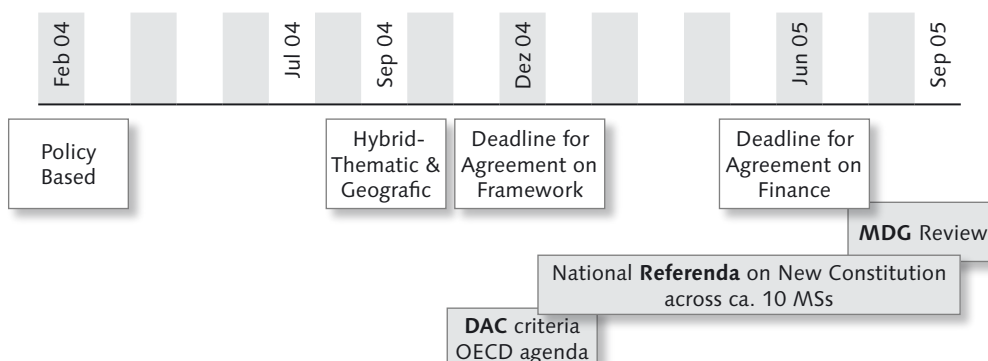 Feb 04
Jul 04
Sep 04
Dez 04
Jun 05
Sep 05
Policy
Based
Hybrid-
Thematic &
Geografic
Deadline for
Agreement on
Framework
Deadline for
Agreement on
Finance
MDG Review
National Referenda on New Constitution
across ca. 10 MSs
DAC criteria
OECD agenda